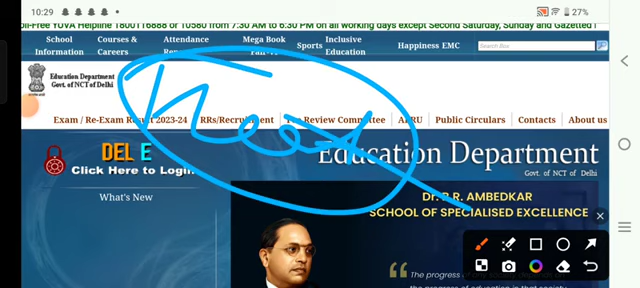 10:29
27%
oll-Free YUVA Helpline 1800116888 or 10580 from 7:30 AM to 6:30 PM on all working days except Second Saturday, Sunday and Gazetted
School Information
Courses & Careers
Attendance
Mega Book
Sports
Inclusive Education
Happiness EMC
Search Box
Education Department
Govt. of NCT of Delhi
Exam / Re-Exam Result 2023-24
RRs/Recruitment
Review Committee
Public Circulars
Contacts
About us
DEL E
Click Here to Login
Education Department
Govt. of NCT of Delhi
What's New
Dr. B.R. AMBEDKAR
SCHOOL OF SPECIALISED EXCELLENCE
The progress